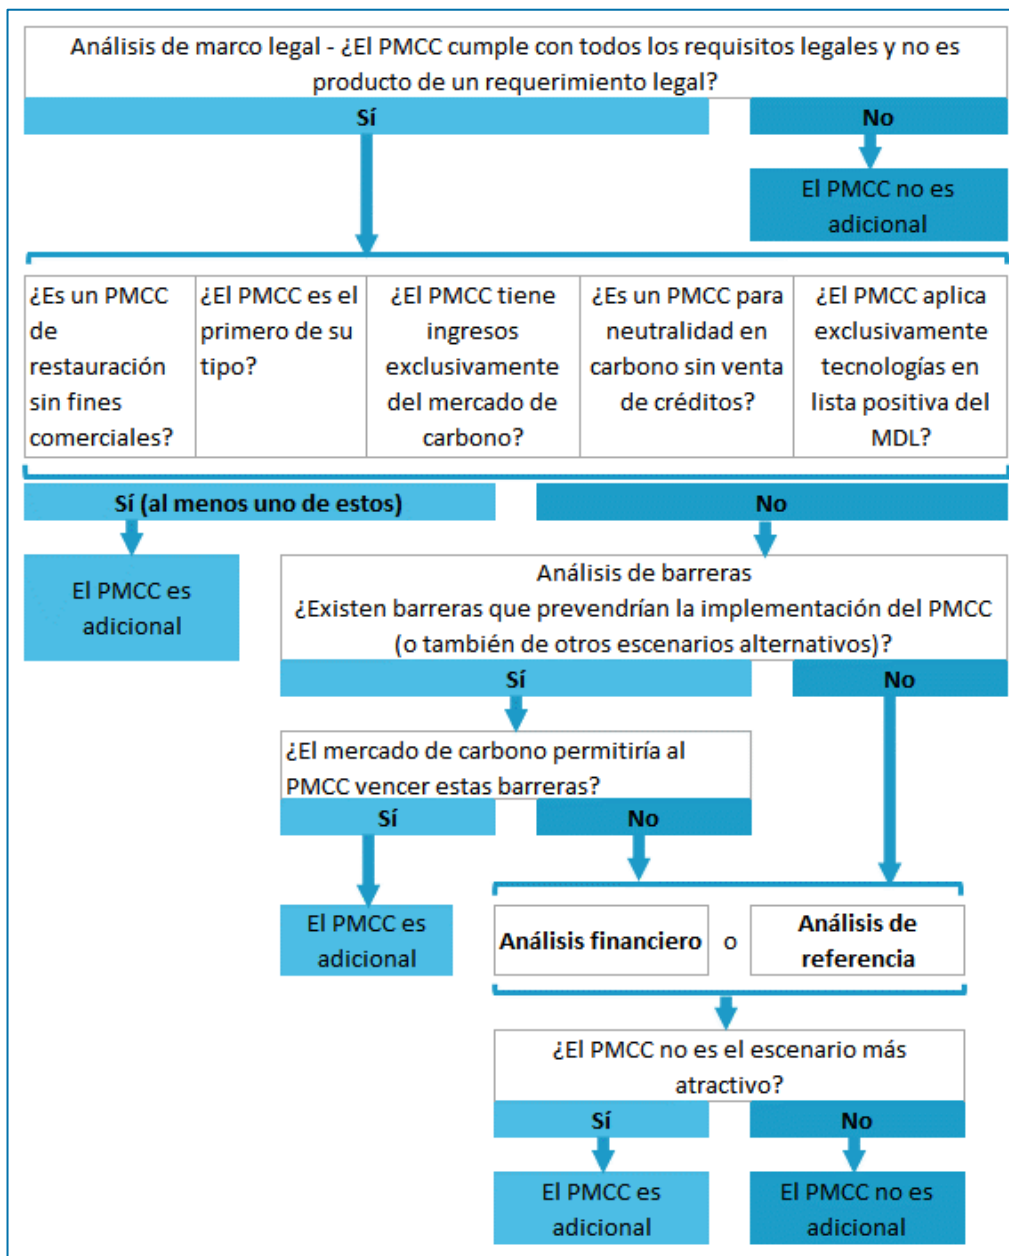 Análisis de marco legal - ¿El PMCC cumple con todos los requisitos legales y no es
producto de un requerimiento legal?
Sí
No
El PMCC no es
adicional
¿Es un PMCC
de
restauración
sin fines
comerciales?
¿El PMCC es el
primero de su
tipo?
¿El PMCC tiene
ingresos
exclusivamente
del mercado de
carbono?
¿Es un PMCC para
neutralidad en
carbono sin venta
de créditos?
¿El PMCC aplica
exclusivamente
tecnologías en
lista positiva del
MDL?
Sí (al menos uno de estos)
No
El PMCC es
adicional
Análisis de barreras
¿Existen barreras que prevendrían la implementación del PMCC
(o también de otros escenarios alternativos)?
Sí
No
¿El mercado de carbono permitiría al
PMCC vencer estas barreras?
Sí
No
El PMCC es
adicional
Análisis financiero
o
Análisis de
referencia
¿El PMCC no es el escenario más
atractivo?
Sí
No
El PMCC es
adicional
El PMCC no es
adicional